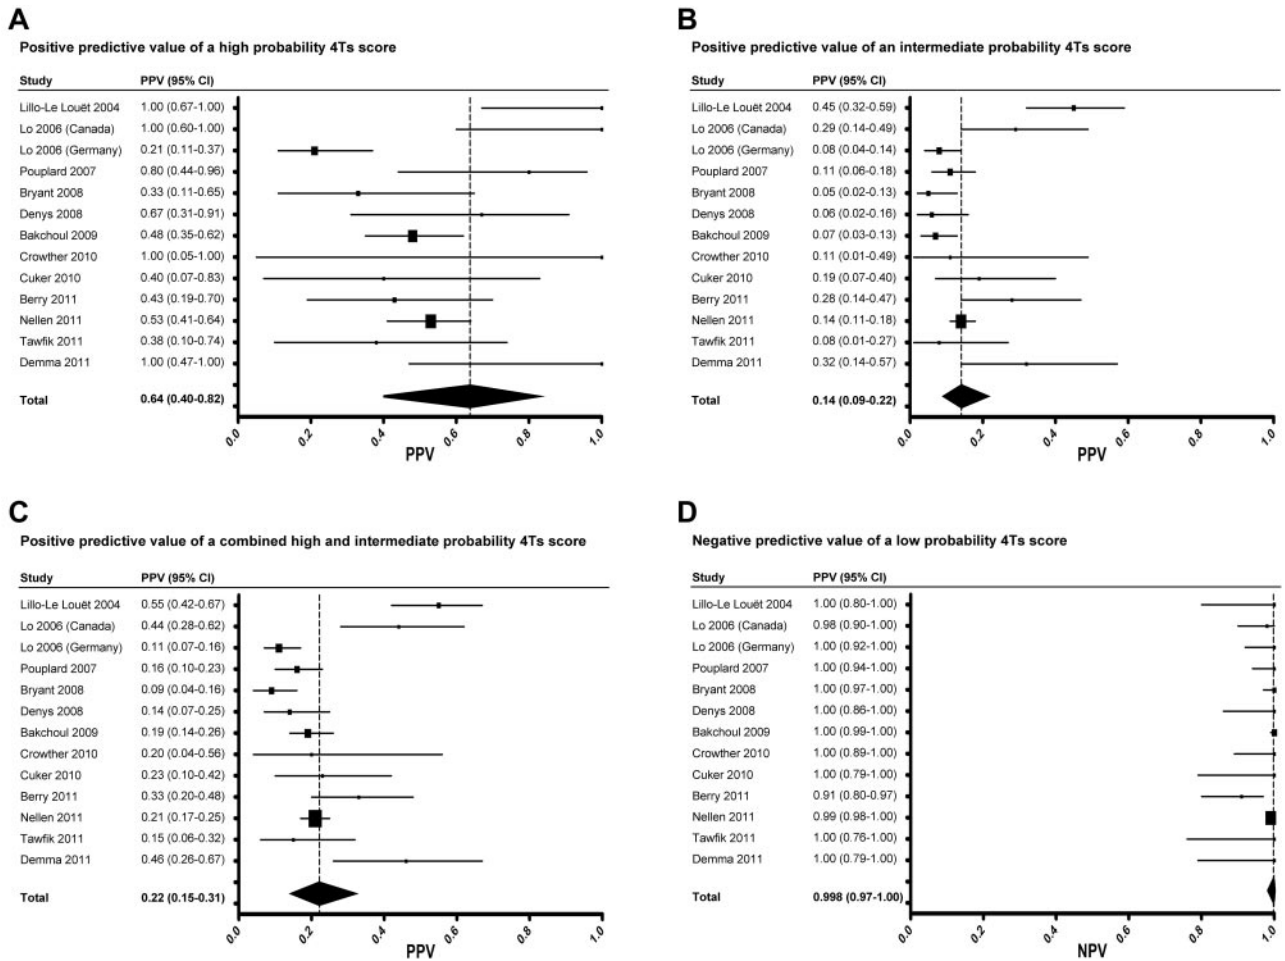 A
Positive predictive value of a high probability 4Ts score
Study PPV (95% CI)
Lillo-Le Louët 2004 1.00 (0.67-1.00)
Lo 2006 (Canada) 1.00 (0.60-1.00)
Lo 2006 (Germany) 0.21 (0.11-0.37)
Pouplard 2007 0.80 (0.44-0.96)
Bryant 2008 0.33 (0.11-0.65)
Denys 2008 0.67 (0.31-0.91)
Bakchoul 2009 0.48 (0.35-0.62)
Crowther 2010 1.00 (0.05-1.00)
Cuker 2010 0.40 (0.07-0.83)
Berry 2011 0.43 (0.19-0.70)
Nellen 2011 0.53 (0.41-0.64)
Tawfik 2011 0.38 (0.10-0.74)
Demma 2011 1.00 (0.47-1.00)
Total 0.64 (0.40-0.82)
0.0 0.2 0.4 0.6 0.8 1.0
PPV
B
Positive predictive value of an intermediate probability 4Ts score
Study PPV (95% CI)
Lillo-Le Louët 2004 0.45 (0.32-0.59)
Lo 2006 (Canada) 0.29 (0.14-0.49)
Lo 2006 (Germany) 0.08 (0.04-0.14)
Pouplard 2007 0.11 (0.06-0.18)
Bryant 2008 0.05 (0.02-0.13)
Denys 2008 0.06 (0.02-0.16)
Bakchoul 2009 0.07 (0.03-0.13)
Crowther 2010 0.11 (0.01-0.49)
Cuker 2010 0.19 (0.07-0.40)
Berry 2011 0.28 (0.14-0.47)
Nellen 2011 0.14 (0.11-0.18)
Tawfik 2011 0.08 (0.01-0.27)
Demma 2011 0.32 (0.14-0.57)
Total 0.14 (0.09-0.22)
0.0 0.2 0.4 0.6 0.8 1.0
PPV
C
Positive predictive value of a combined high and intermediate probability 4Ts score
Study PPV (95% CI)
Lillo-Le Louët 2004 0.55 (0.42-0.67)
Lo 2006 (Canada) 0.44 (0.28-0.62)
Lo 2006 (Germany) 0.11 (0.07-0.16)
Pouplard 2007 0.16 (0.10-0.23)
Bryant 2008 0.09 (0.04-0.16)
Denys 2008 0.14 (0.07-0.25)
Bakchoul 2009 0.19 (0.14-0.26)
Crowther 2010 0.20 (0.04-0.56)
Cuker 2010 0.23 (0.10-0.42)
Berry 2011 0.33 (0.20-0.48)
Nellen 2011 0.21 (0.17-0.25)
Tawfik 2011 0.15 (0.06-0.32)
Demma 2011 0.46 (0.26-0.67)
Total 0.22 (0.15-0.31)
0.0 0.2 0.4 0.6 0.8 1.0
PPV
D
Negative predictive value of a low probability 4Ts score
Study PPV (95% CI)
Lillo-Le Louët 2004 1.00 (0.80-1.00)
Lo 2006 (Canada) 0.98 (0.90-1.00)
Lo 2006 (Germany) 1.00 (0.92-1.00)
Pouplard 2007 1.00 (0.94-1.00)
Bryant 2008 1.00 (0.97-1.00)
Denys 2008 1.00 (0.86-1.00)
Bakchoul 2009 1.00 (0.99-1.00)
Crowther 2010 1.00 (0.89-1.00)
Cuker 2010 1.00 (0.79-1.00)
Berry 2011 0.91 (0.80-0.97)
Nellen 2011 0.99 (0.98-1.00)
Tawfik 2011 1.00 (0.76-1.00)
Demma 2011 1.00 (0.79-1.00)
Total 0.998 (0.97-1.00)
0.0 0.2 0.4 0.6 0.8 1.0
NPV